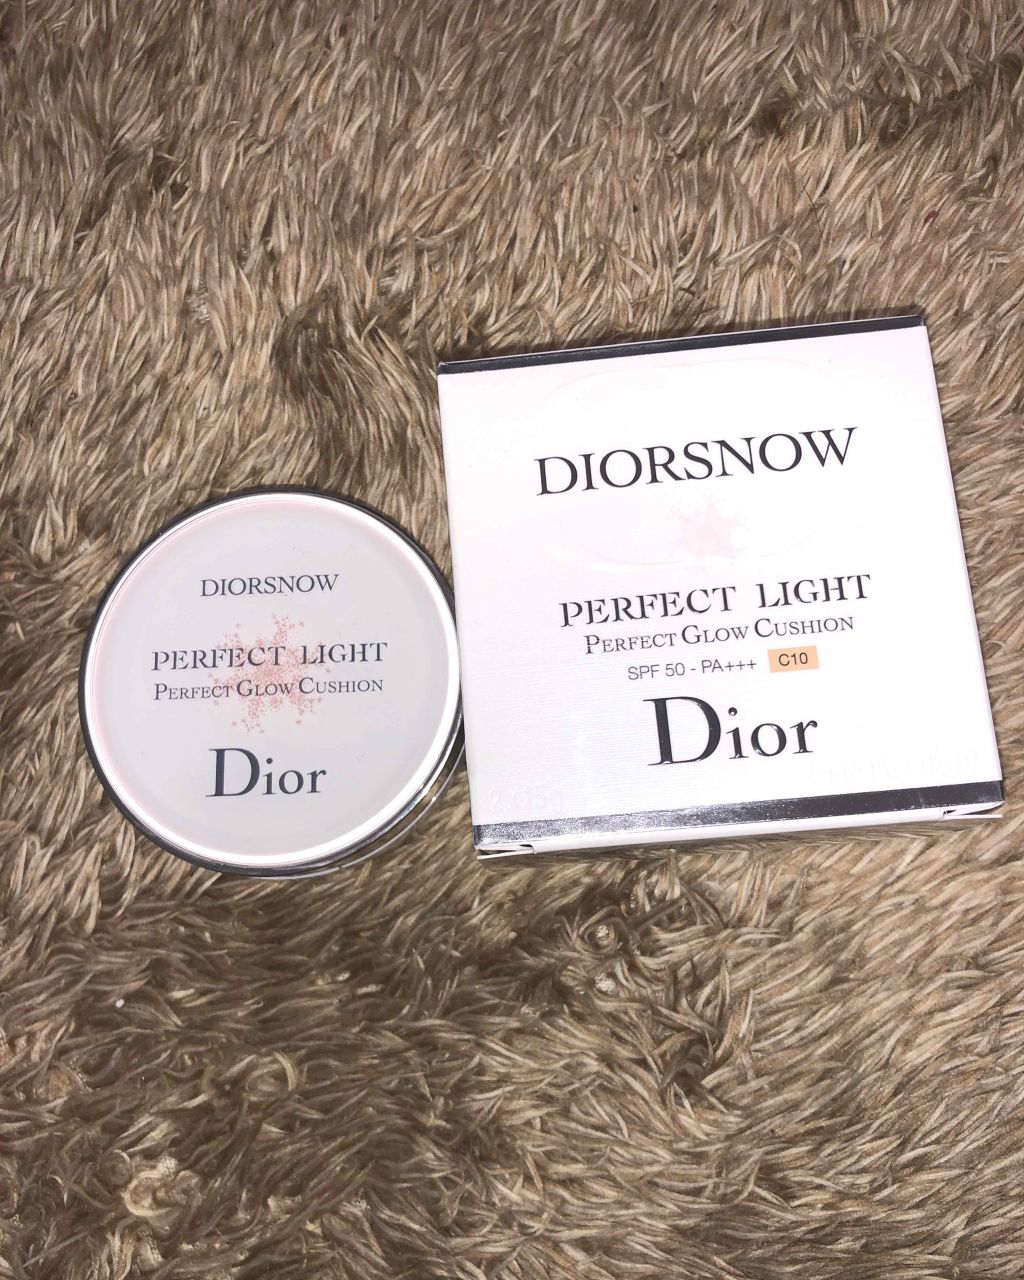 DIORSNOW
PERFECT LIGHT
PERFECT GLOW CUSHION
Dior
DIORSNOW
PERFECT LIGHT
PERFECT GLOW CUSHION
SPF 50 - PA+++ C10
Dior